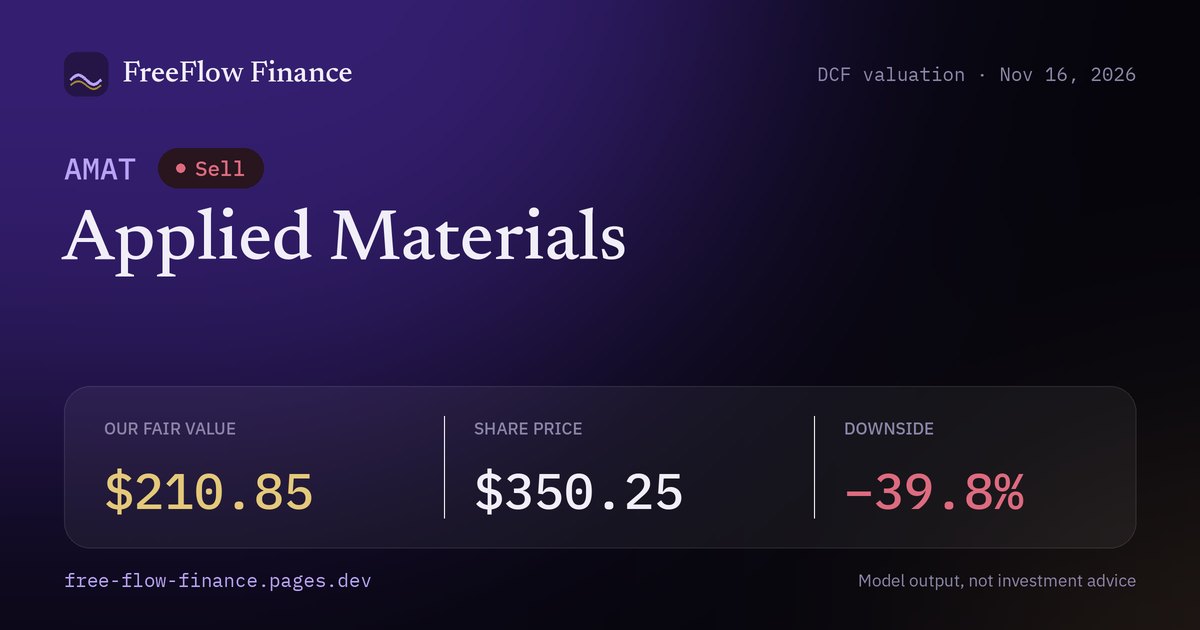 FreeFlow Finance
DCF valuation · Nov 16, 2026
AMAT
Sell
Applied Materials
OUR FAIR VALUE
$210.85
SHARE PRICE
$350.25
DOWNSIDE
−39.8%
free-flow-finance.pages.dev
Model output, not investment advice